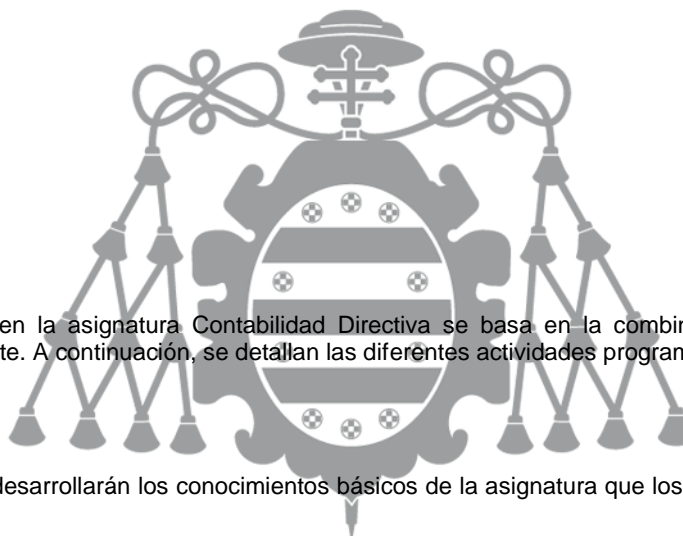 en la asignatura Contabilidad Directiva se basa en la combin
te. A continuación, se detallan las diferentes actividades program
desarrollarán los conocimientos básicos de la asignatura que los